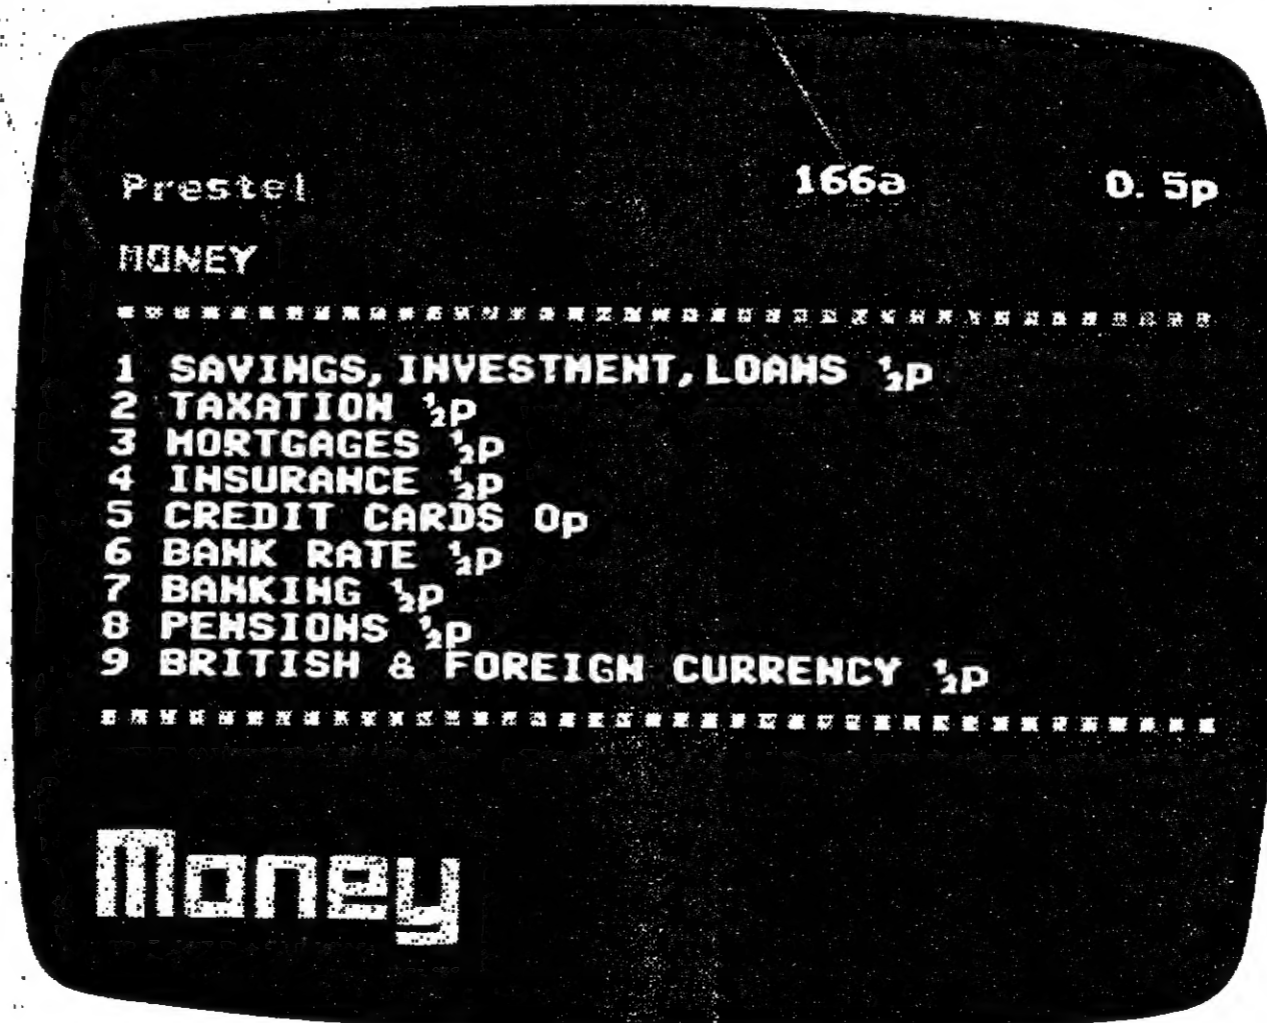 Prestel 166a 0. 5p
MONEY
1 SAVINGS, INVESTMENT, LOANS ½p
2 TAXATION ½p
3 MORTGAGES ½p
4 INSURANCE ½p
5 CREDIT CARDS 0p
6 BANK RATE ½p
7 BANKING ½p
8 PENSIONS ½p
9 BRITISH & FOREIGN CURRENCY ½p
Money